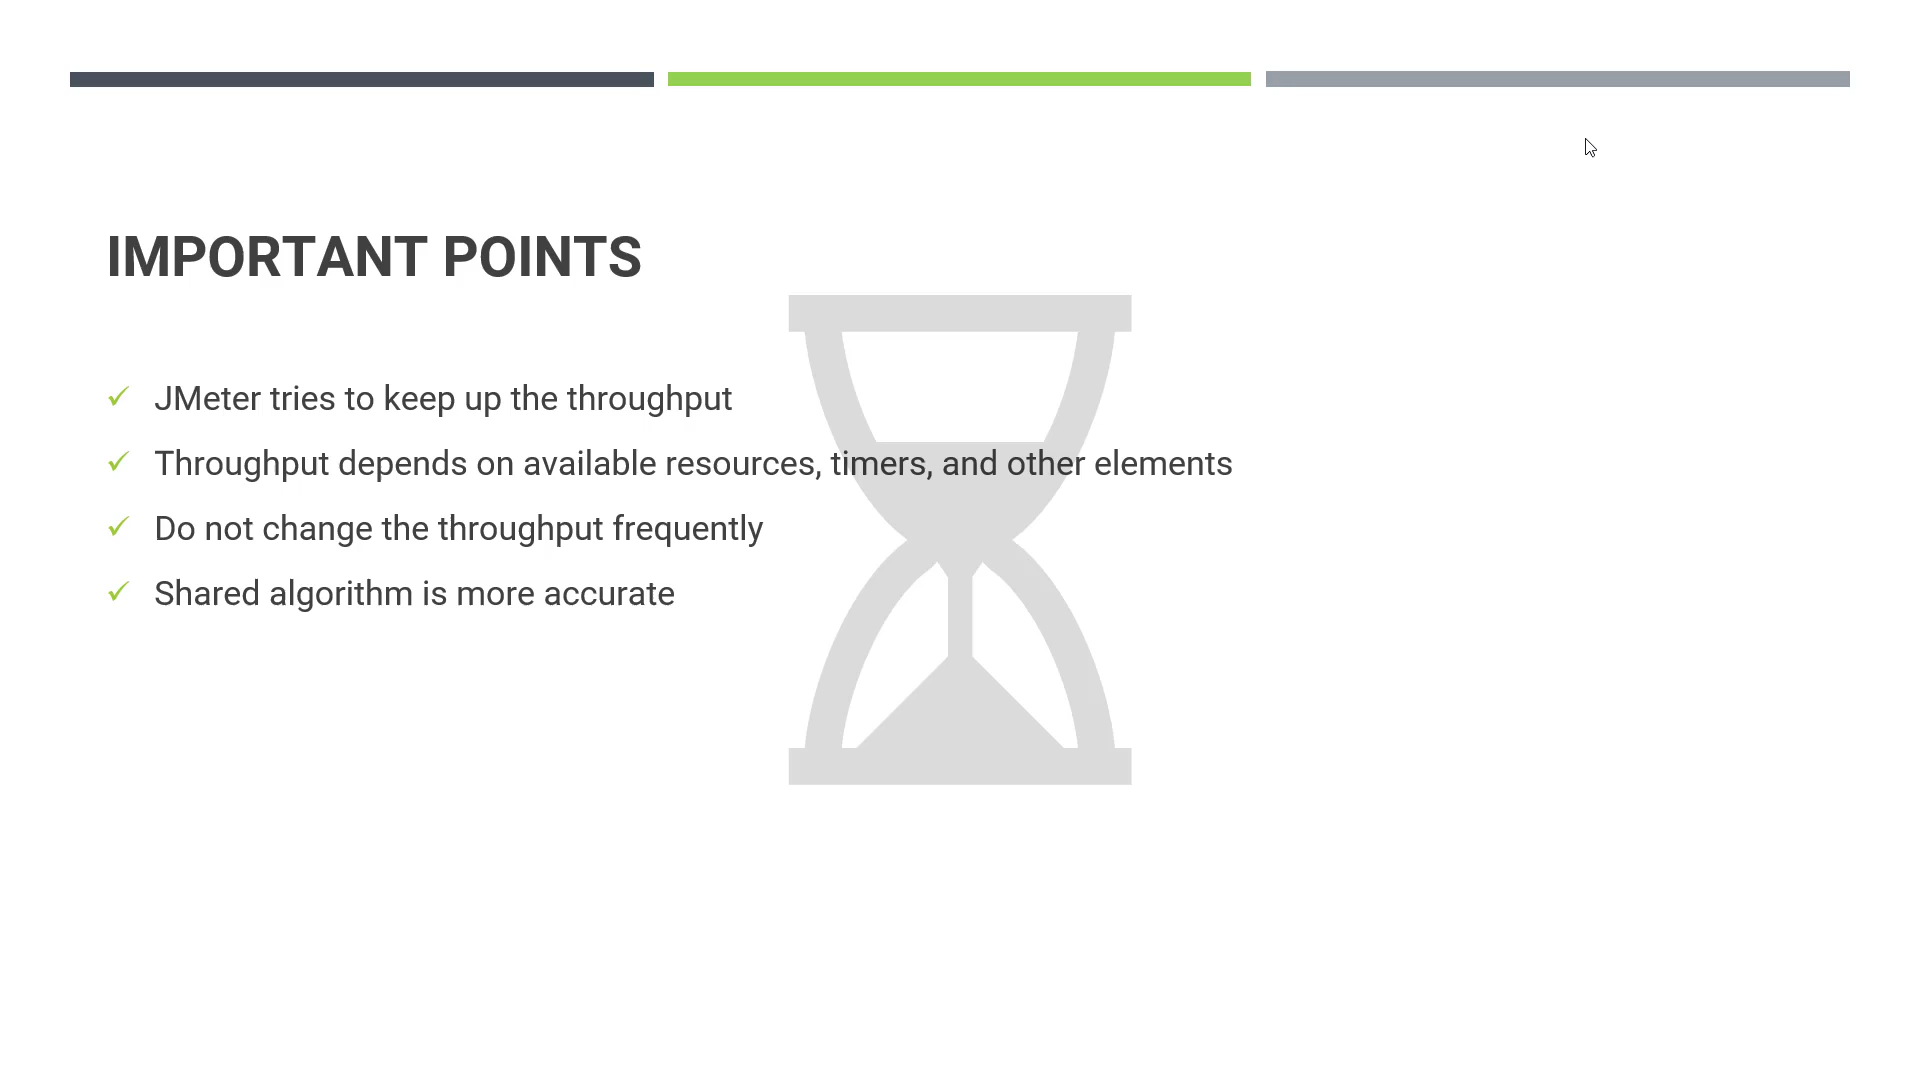 IMPORTANT POINTS
JMeter tries to keep up the throughput
Throughput depends on available resources, timers, and other elements
Do not change the throughput frequently
Shared algorithm is more accurate